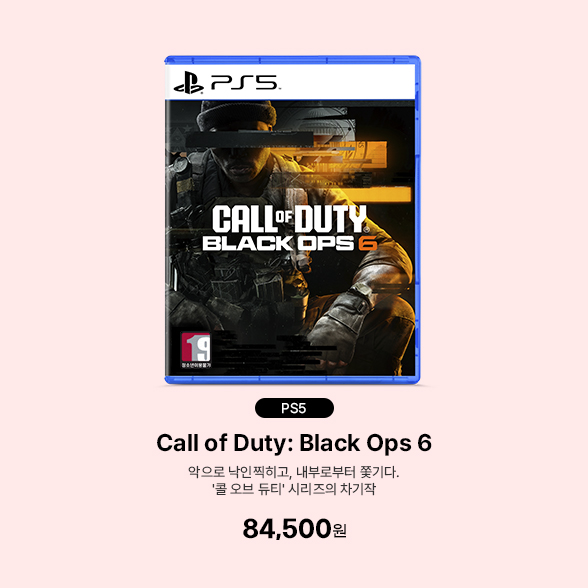 PS5
CALL OF DUTY
BLACK OPS 6
19
청소년이용불가
PS5
Call of Duty: Black Ops 6
악으로 낙인찍히고, 내부로부터 쫓기다.
'콜 오브 듀티' 시리즈의 차기작
84,500원